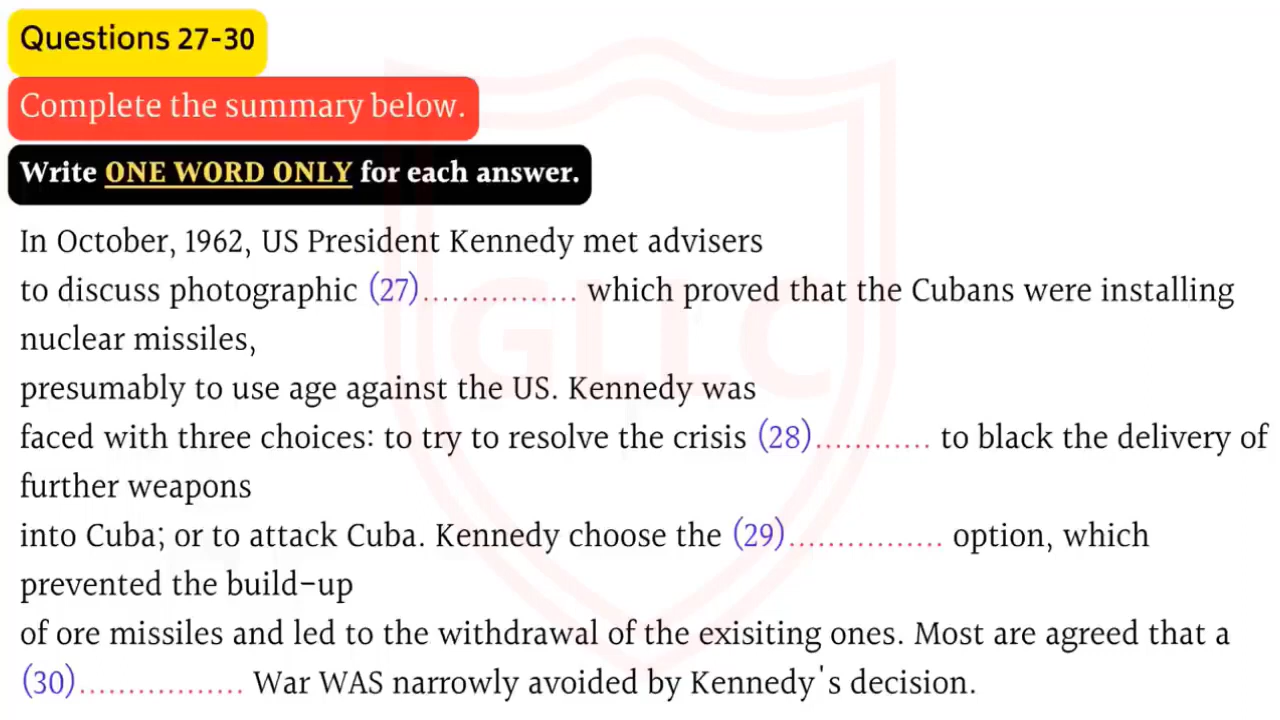 Questions 27-30
Complete the summary below.
Write ONE WORD ONLY for each answer.
In October, 1962, US President Kennedy met advisers
to discuss photographic (27)................ which proved that the Cubans were installing
nuclear missiles,
presumably to use age against the US. Kennedy was
faced with three choices: to try to resolve the crisis (28)............ to black the delivery of
further weapons
into Cuba; or to attack Cuba. Kennedy choose the (29)................ option, which
prevented the build-up
of ore missiles and led to the withdrawal of the exisiting ones. Most are agreed that a
(30)................. War WAS narrowly avoided by Kennedy's decision.
GLLC